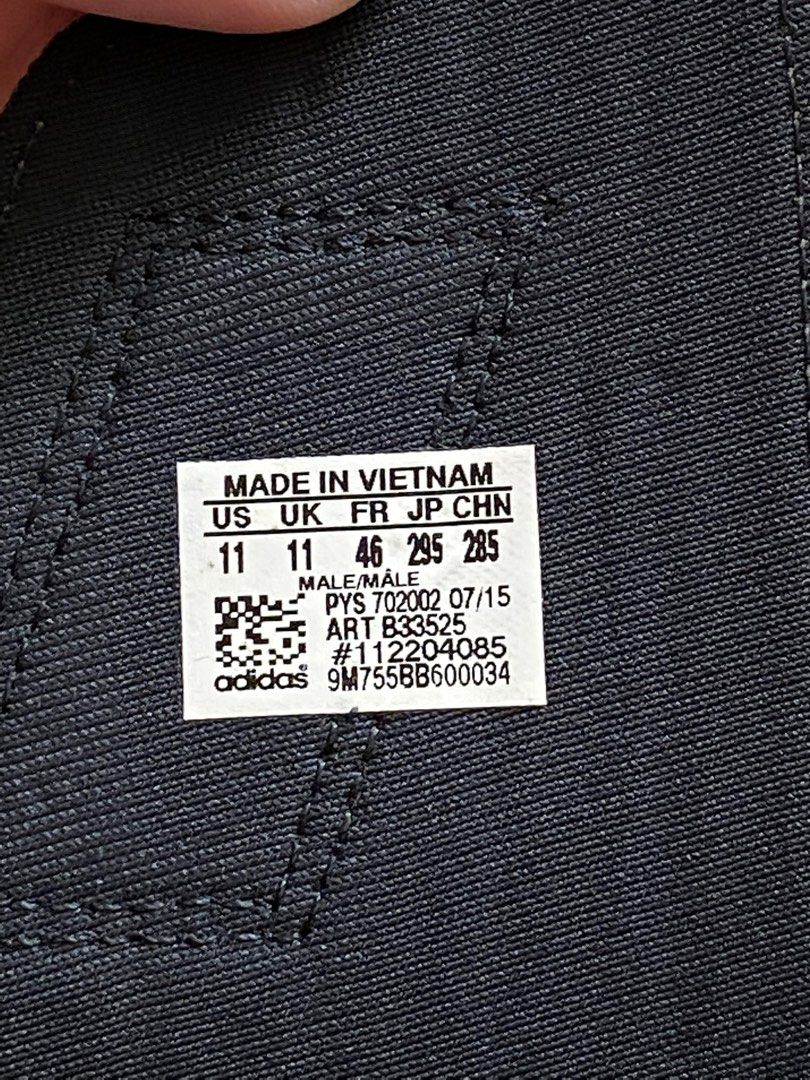 MADE IN VIETNAM
US UK FR JP CHN
11 11 46 295 285
MALE/MÂLE
PYS 702002 07/15
ART B33525
#112204085
adidas® 9M755BB600034